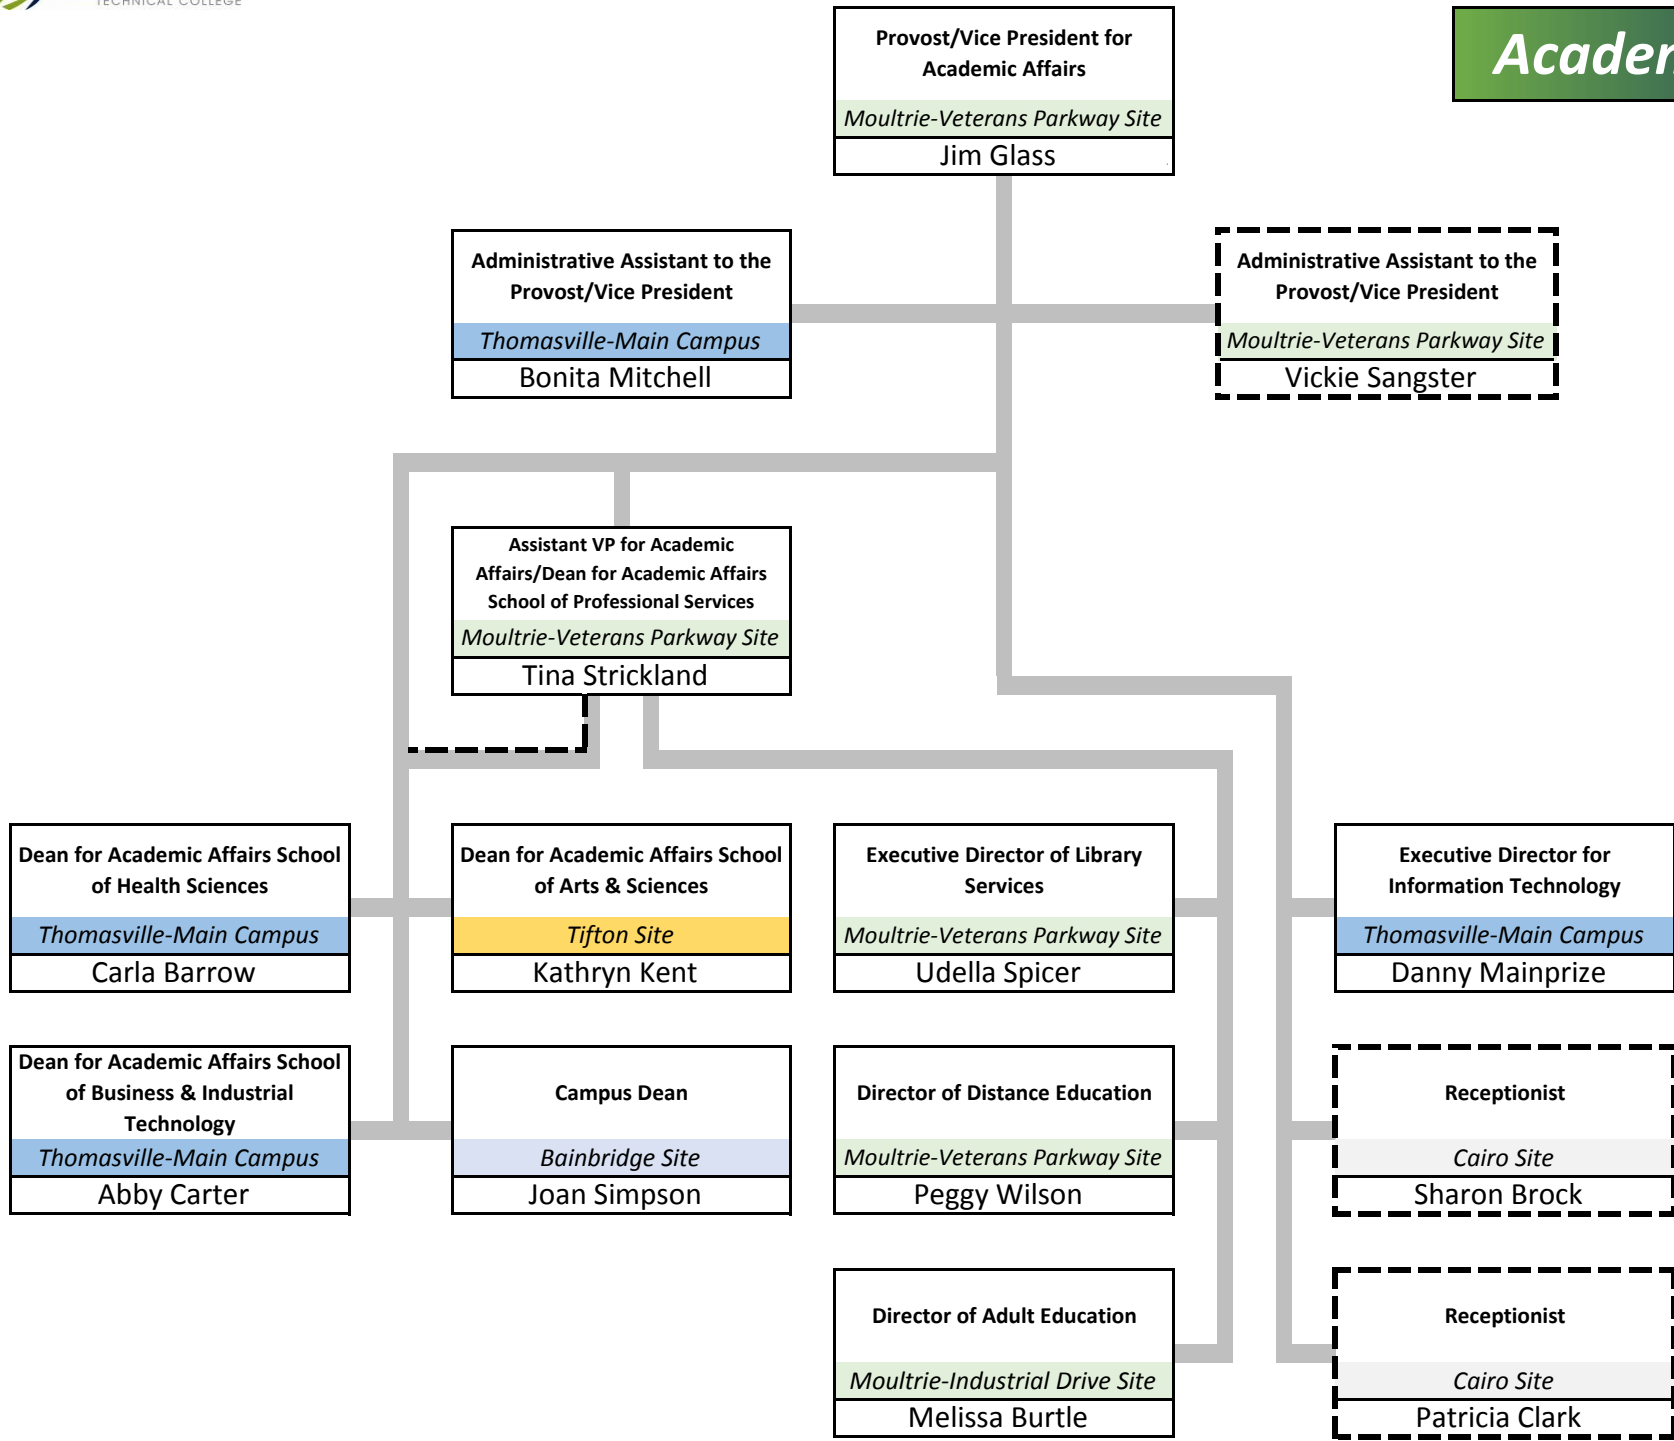 TECHNICAL COLLEGE
Provost/Vice President for
Academic Affairs
Moultrie-Veterans Parkway Site
Jim Glass
Administrative Assistant to the
Provost/Vice President
Thomasville-Main Campus
Bonita Mitchell
Administrative Assistant to the
Provost/Vice President
Moultrie-Veterans Parkway Site
Vickie Sangster
Assistant VP for Academic
Affairs/Dean for Academic Affairs
School of Professional Services
Moultrie-Veterans Parkway Site
Tina Strickland
Dean for Academic Affairs School
of Health Sciences
Thomasville-Main Campus
Carla Barrow
Dean for Academic Affairs School
of Arts & Sciences
Tifton Site
Kathryn Kent
Executive Director of Library
Services
Moultrie-Veterans Parkway Site
Udella Spicer
Executive Director for
Information Technology
Thomasville-Main Campus
Danny Mainprize
Dean for Academic Affairs School
of Business & Industrial
Technology
Thomasville-Main Campus
Abby Carter
Campus Dean
Bainbridge Site
Joan Simpson
Director of Distance Education
Moultrie-Veterans Parkway Site
Peggy Wilson
Receptionist
Cairo Site
Sharon Brock
Director of Adult Education
Moultrie-Industrial Drive Site
Melissa Burtle
Receptionist
Cairo Site
Patricia Clark